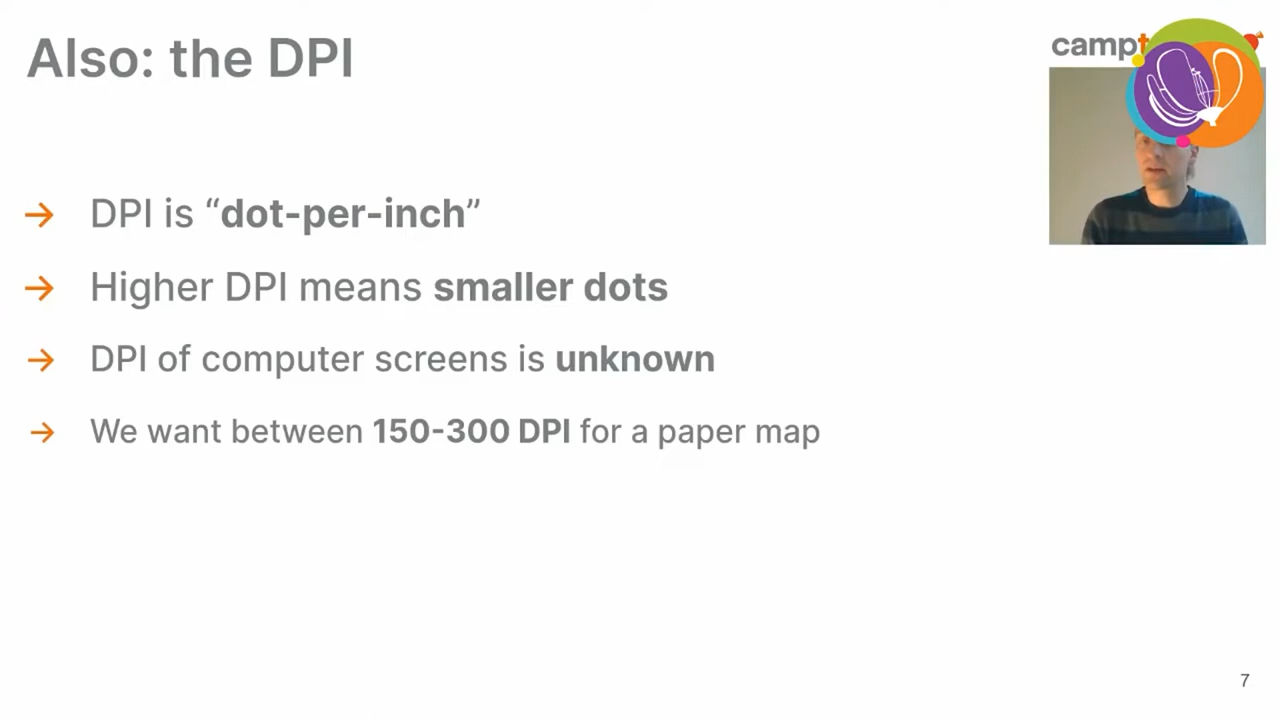 Also: the DPI
camp
→ DPI is “dot-per-inch”
→ Higher DPI means smaller dots
→ DPI of computer screens is unknown
→ We want between 150-300 DPI for a paper map
7